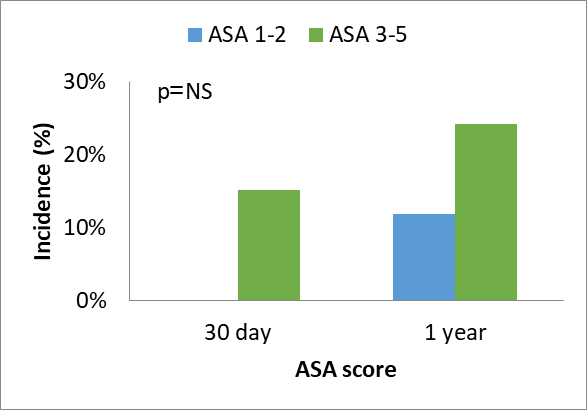 ASA 1-2 ASA 3-5
30%
p=NS
20%
10%
0%
Incidence (%)
30 day 1 year
ASA score